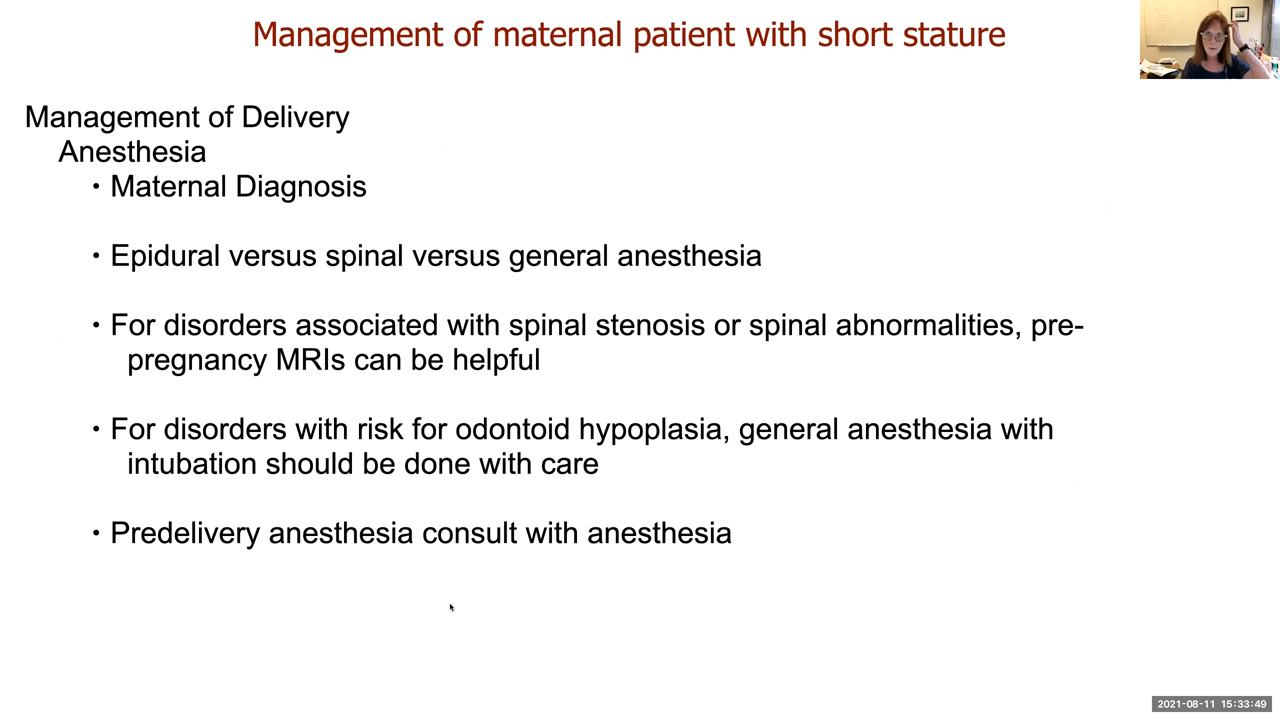 Management of maternal patient with short stature
Management of Delivery
Anesthesia
• Maternal Diagnosis
• Epidural versus spinal versus general anesthesia
• For disorders associated with spinal stenosis or spinal abnormalities, pre-
pregnancy MRIs can be helpful
• For disorders with risk for odontoid hypoplasia, general anesthesia with
intubation should be done with care
• Predelivery anesthesia consult with anesthesia
2021-08-11 15:33:49